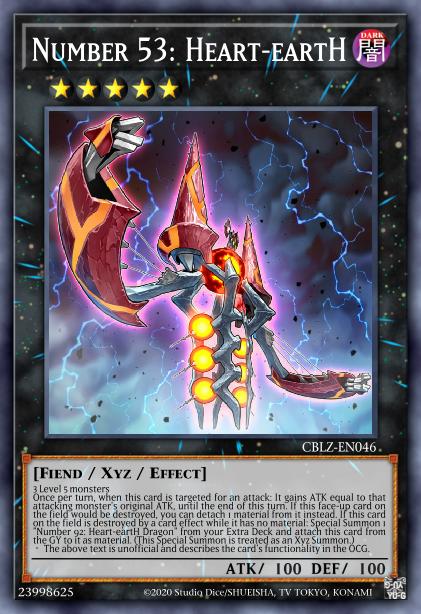 NUMBER 53: HEART-EARTH
DARK
闇
CBLZ-EN046
[FIEND / XYZ / EFFECT]
3 Level 5 monsters
Once per turn, when this card is targeted for an attack: It gains ATK equal to that
attacking monster's original ATK, until the end of this turn. If this face-up card on
the field would be destroyed, you can detach 1 material from it instead. If this card
on the field is destroyed by a card effect while it has no material: Special Summon 1
"Number 92: Heart-eartH Dragon" from your Extra Deck and attach this card from
the GY to it as material. (This Special Summon is treated as an Xyz Summon.)
· The above text is unofficial and describes the card's functionality in the OCG.
ATK/ 100 DEF/ 100
23998625
©2020 Studio Dice/SHUEISHA, TV TOKYO, KONAMI